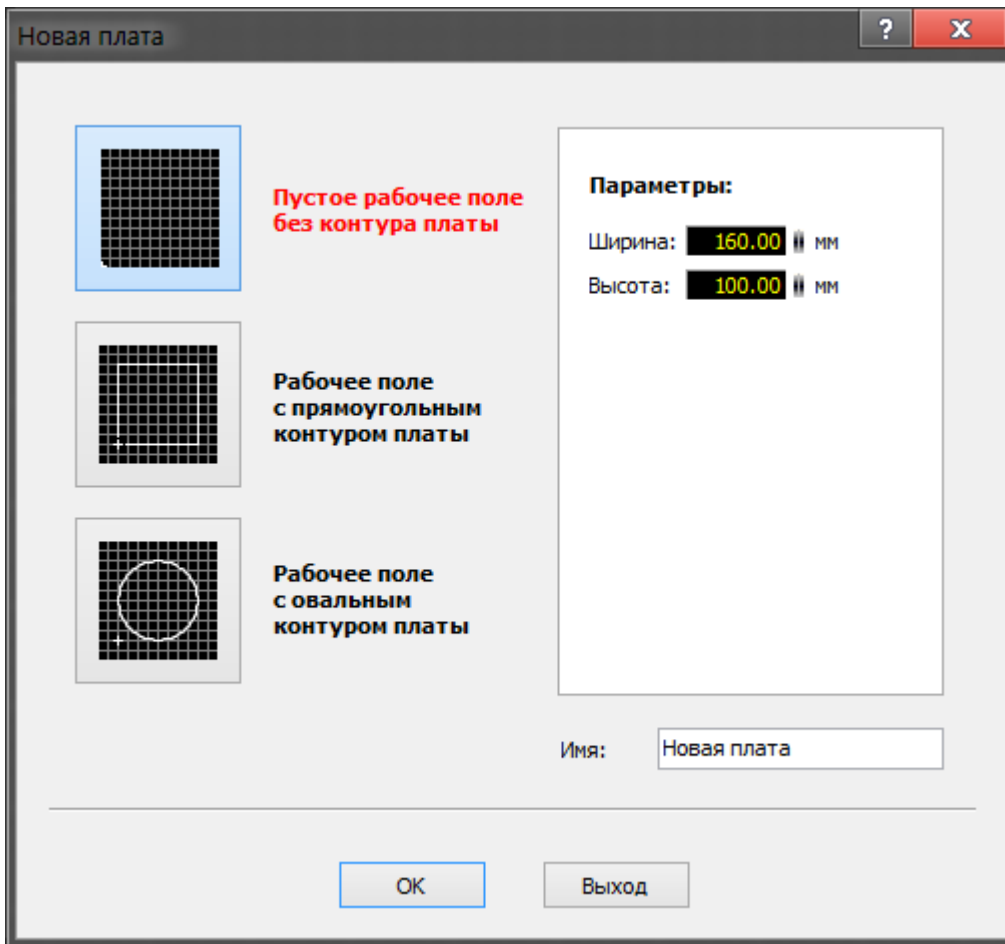 Новая плата
?
x
Пустое рабочее поле
без контура платы
Рабочее поле
с прямоугольным
контуром платы
Рабочее поле
с овальным
контуром платы
Параметры:
Ширина: 160.00 мм
Высота: 100.00 мм
Имя: Новая плата
OK Выход